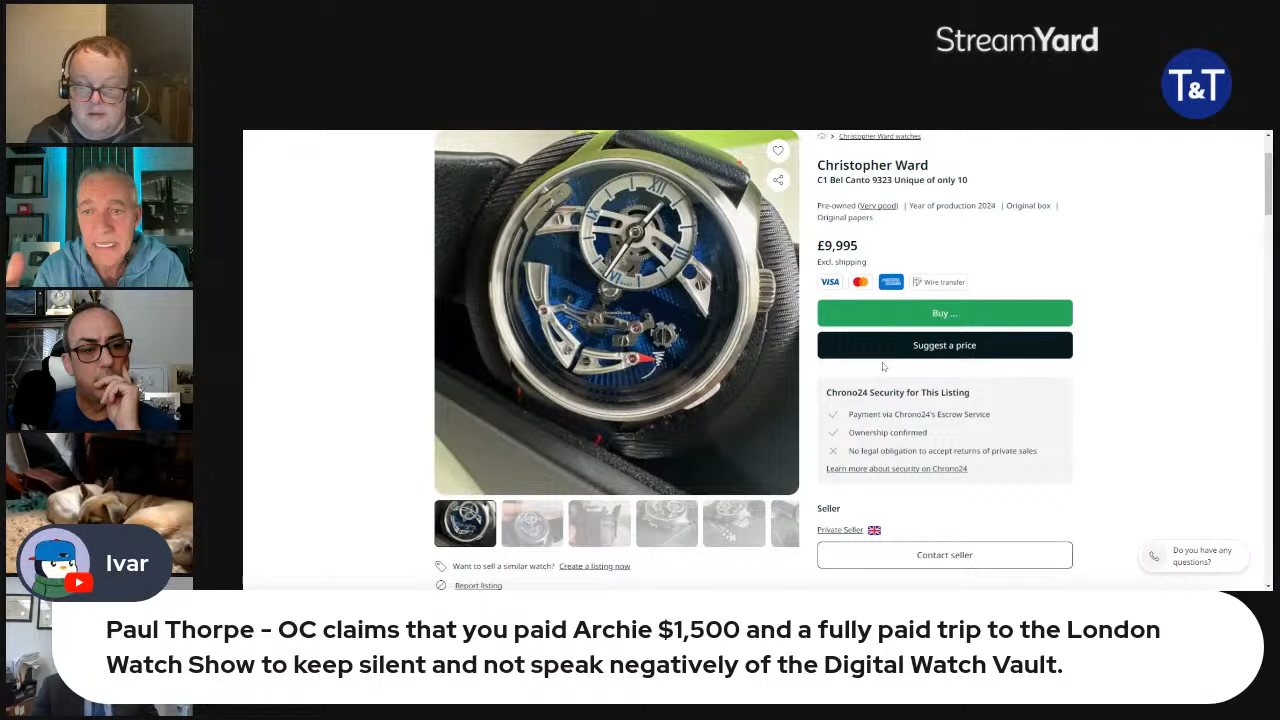 StreamYard
T&T
Christopher Ward watches
Christopher Ward
C1 Bel Canto 9323 Unique of only 10
Pre-owned (Very good) | Year of production 2024 | Original box |
Original papers
£9,995
Excl. shipping
VISA
Wire transfer
Buy ...
Suggest a price
Chrono24 Security for This Listing
Payment via Chrono24's Escrow Service
Ownership confirmed
No legal obligation to accept returns of private sales
Learn more about security on Chrono24
Seller
Private Seller
Contact seller
Do you have any
questions?
Want to sell a similar watch? Create a listing now
Report listing
Ivar
Paul Thorpe - OC claims that you paid Archie $1,500 and a fully paid trip to the London
Watch Show to keep silent and not speak negatively of the Digital Watch Vault.